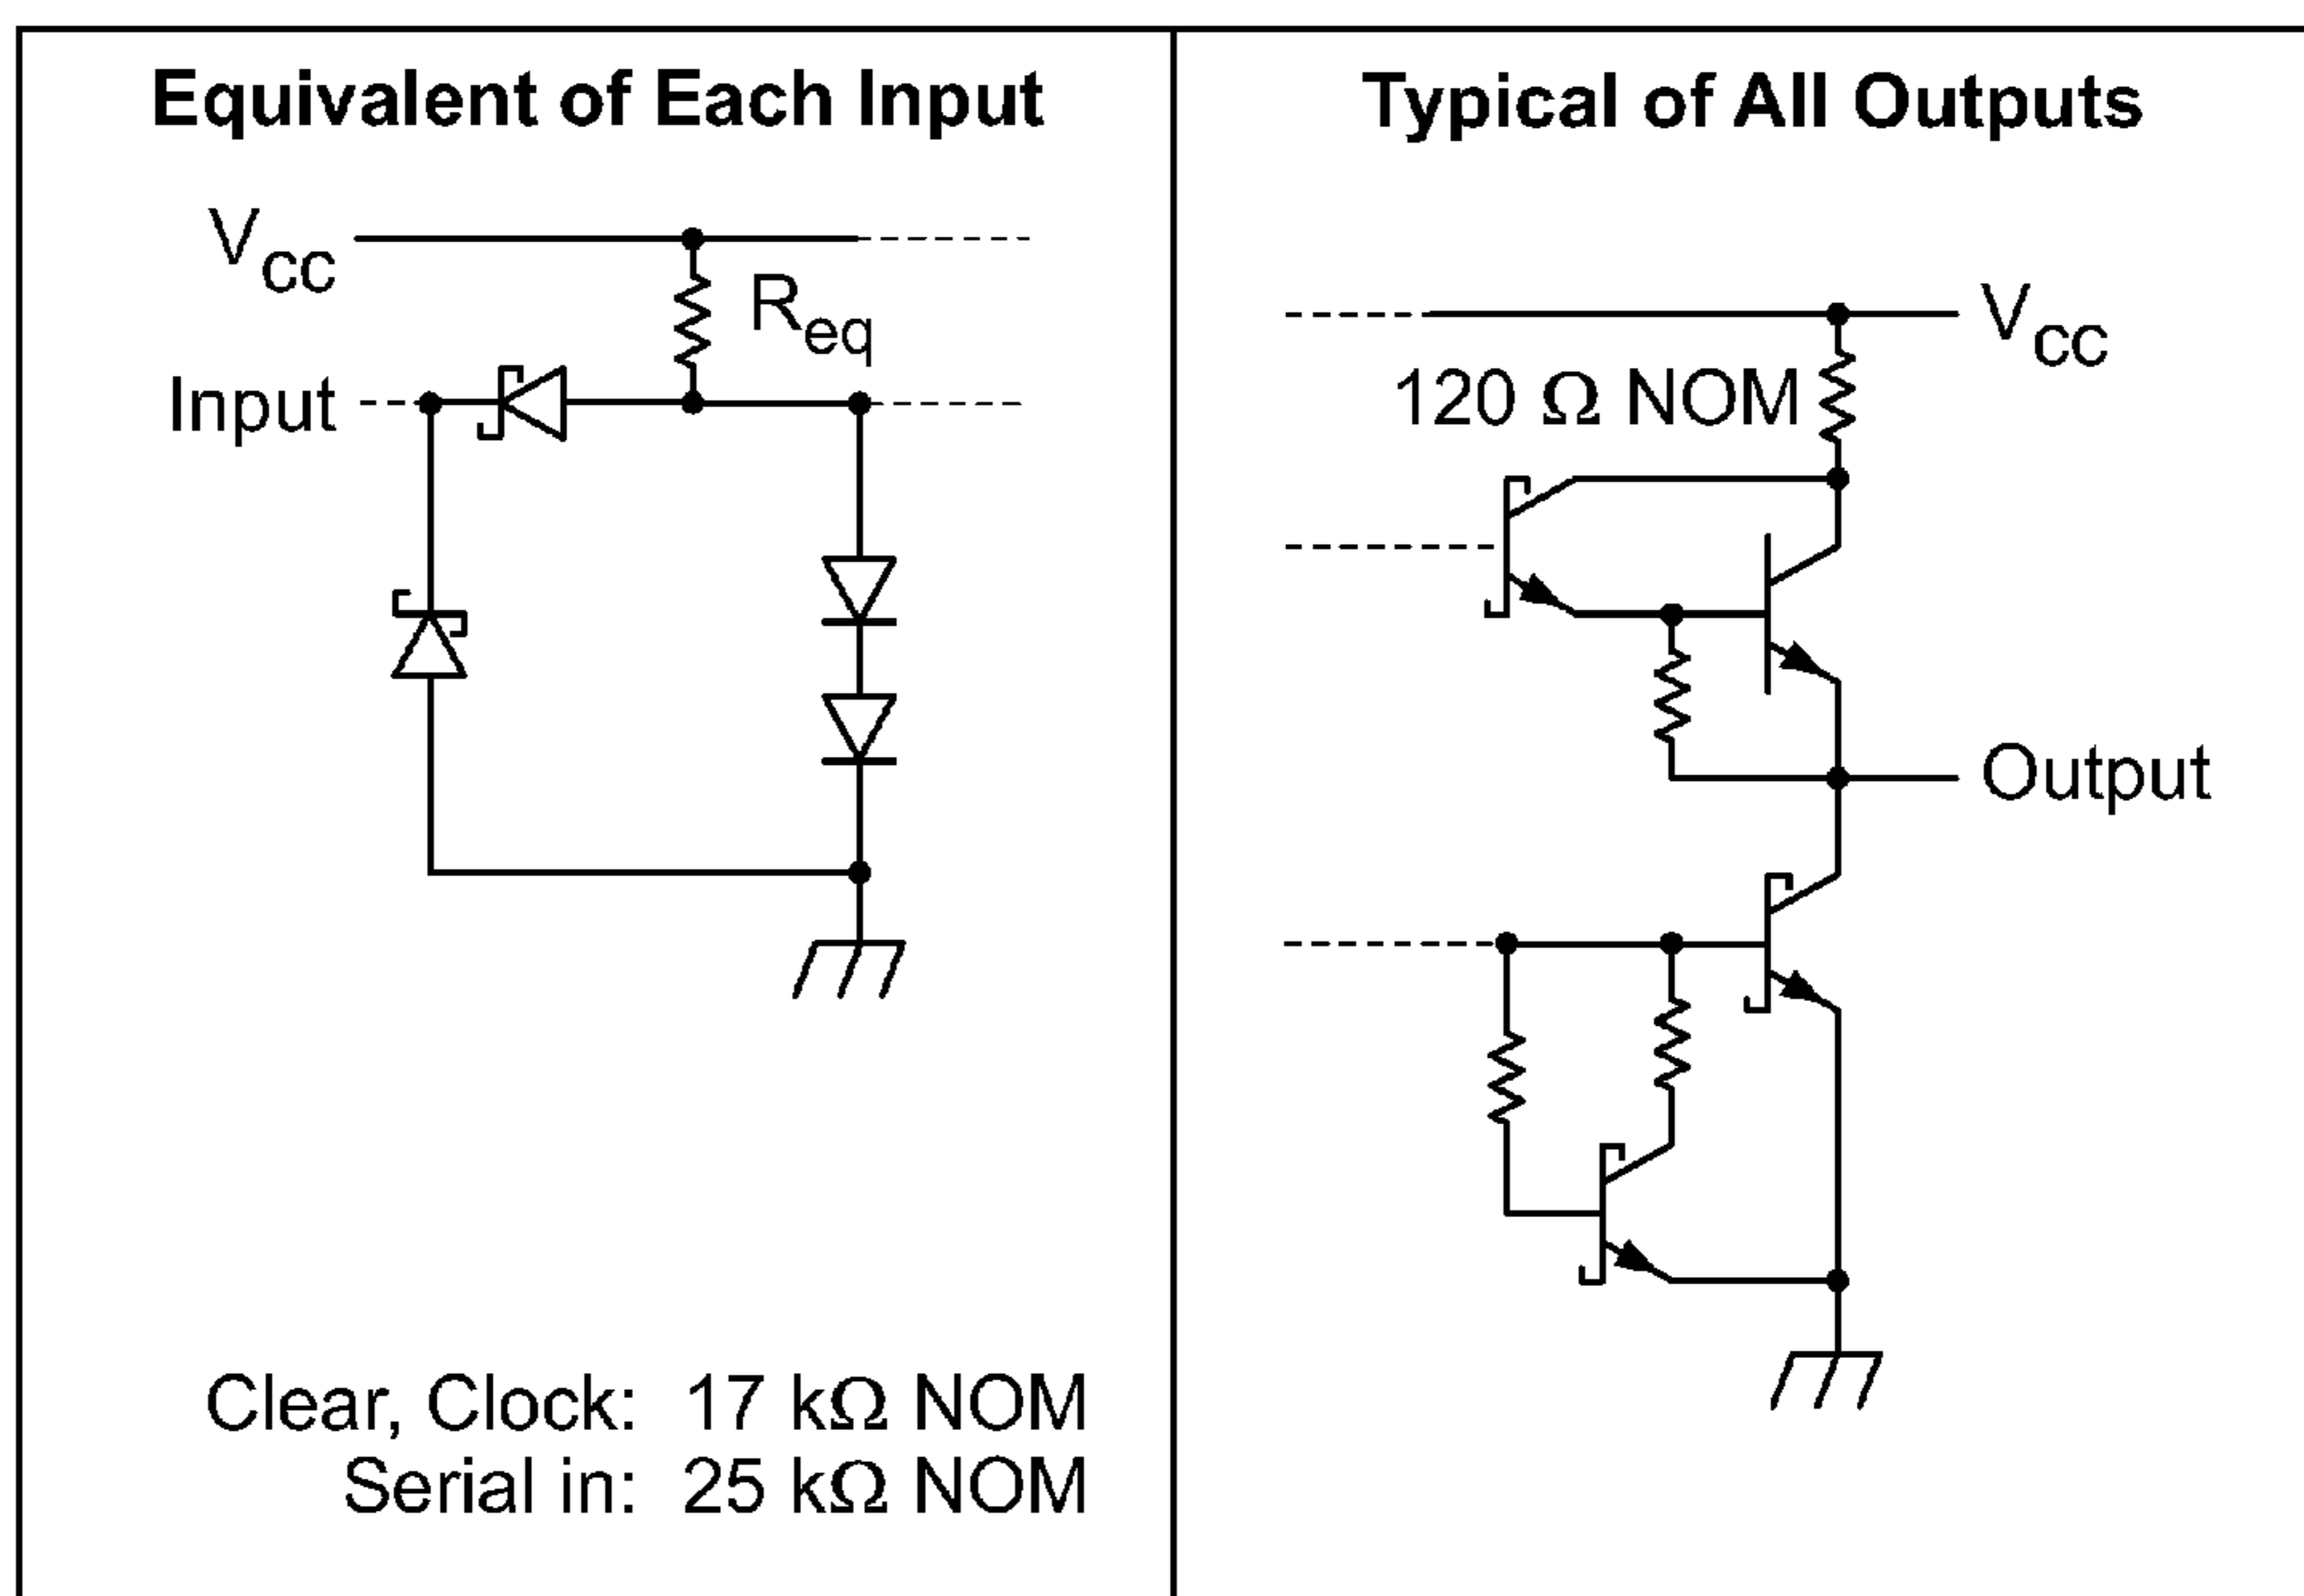 Equivalent of Each Input
Vcc
Req
Input
Clear, Clock: 17 kΩ NOM
Serial in: 25 kΩ NOM
Typical of All Outputs
Vcc
120 Ω NOM
Output